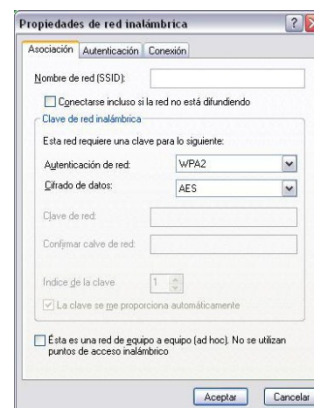 Propiedades de red inalámbrica
Asociación Autenticación Conexión
Nombre de red (SSID):
Conectarse incluso si la red no está difundiendo
Clave de red inalámbrica
Esta red requiere una clave para lo siguiente:
Autenticación de red: WPA2
Cifrado de datos: AES
Clave de red:
Confirmar calve de red:
Índice de la clave 1
La clave se me proporciona automáticamente
Ésta es una red de equipo a equipo (ad hoc). No se utilizan
puntos de acceso inalámbrico
Aceptar Cancelar